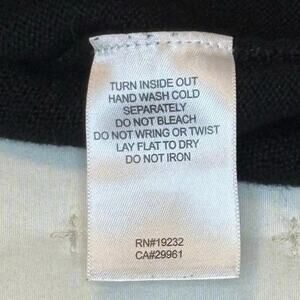 TURN INSIDE OUT
HAND WASH COLD
SEPARATELY
DO NOT BLEACH
DO NOT WRING OR TWIST
LAY FLAT TO DRY
DO NOT IRON
RN#19232
CA#29961